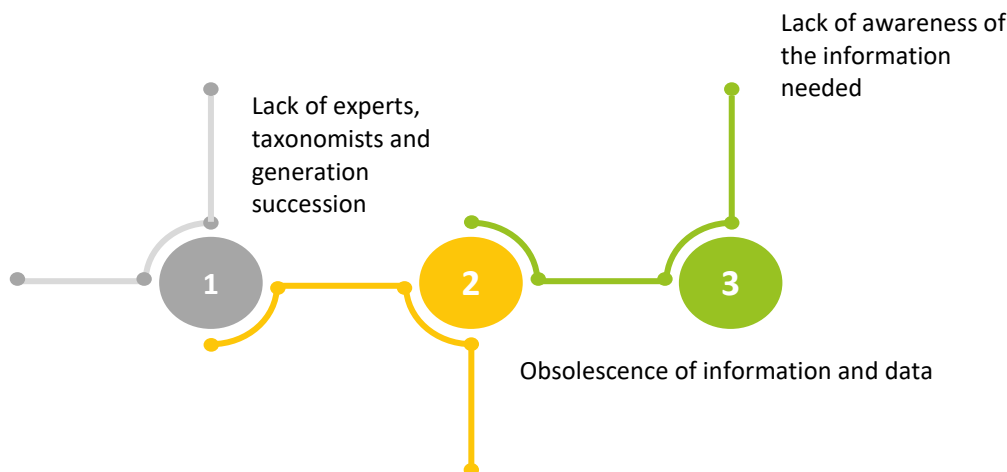 Lack of awareness of
the information
needed
Lack of experts,
taxonomists and
generation
succession
1
2
3
Obsolescence of information and data